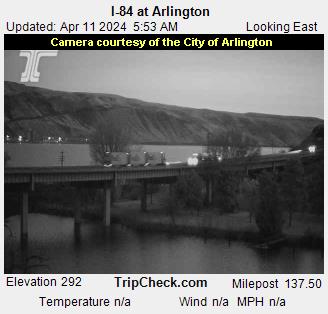 I-84 at Arlington
Updated: Apr 11 2024 5:53 AM Looking East
Camera courtesy of the City of Arlington
Elevation 292 TripCheck.com Milepost 137.50
Temperature n/a Wind n/a MPH n/a